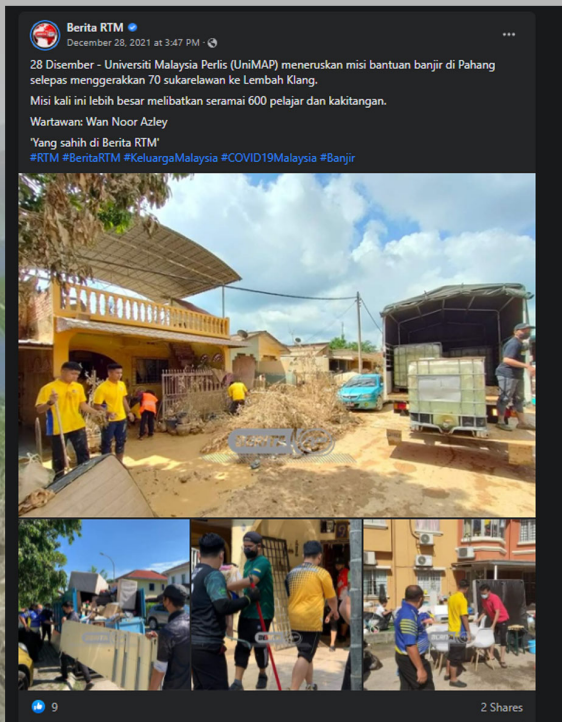 Berita RTM
December 28, 2021 at 3:47 PM ·
28 Disember - Universiti Malaysia Perlis (UniMAP) meneruskan misi bantuan banjir di Pahang
selepas menggerakkan 70 sukarelawan ke Lembah Klang.
Misi kali ini lebih besar melibatkan seramai 600 pelajar dan kakitangan.
Wartawan: Wan Noor Azley
'Yang sahih di Berita RTM'
#RTM #BeritaRTM #KeluargaMalaysia #COVID19Malaysia #Banjir
9
2 Shares